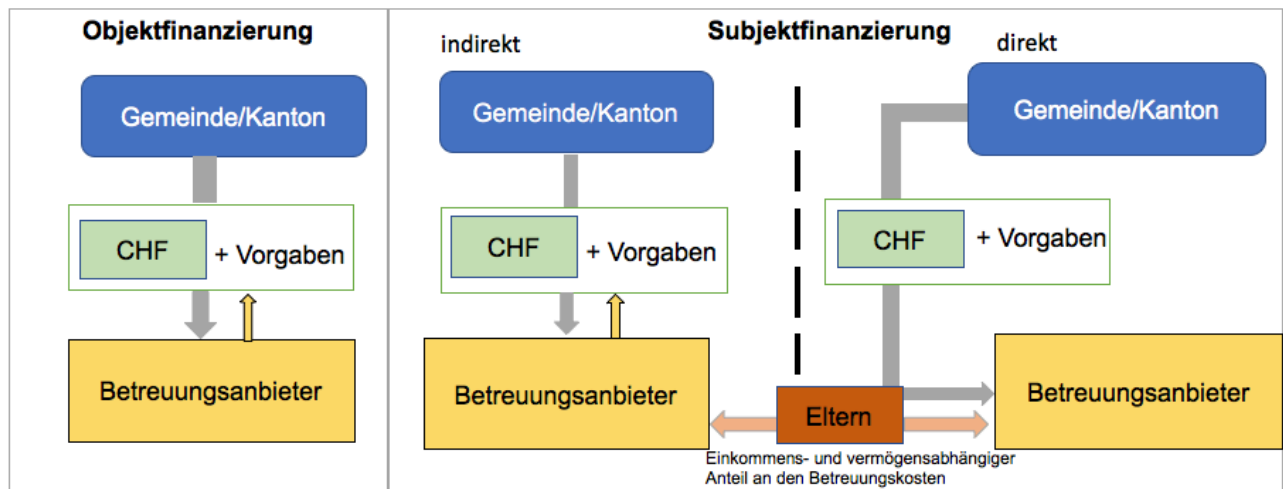 Objektfinanzierung
Gemeinde/Kanton
CHF
+ Vorgaben
Betreuungsanbieter
Subjektfinanzierung
indirekt
Gemeinde/Kanton
CHF
+ Vorgaben
Betreuungsanbieter
direkt
Gemeinde/Kanton
CHF
+ Vorgaben
Eltern
Betreuungsanbieter
Einkommens- und vermögensabhängiger
Anteil an den Betreuungskosten